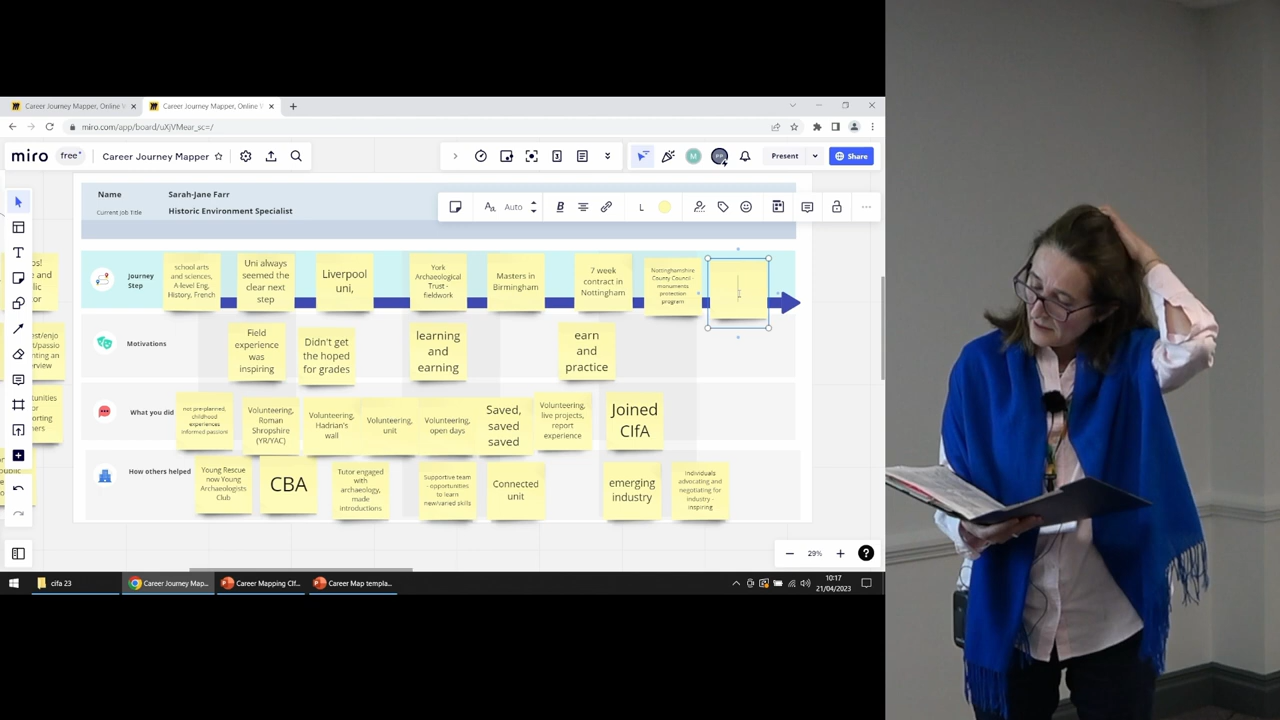 Career Journey Mapper, Online W
Career Journey Mapper, Online W
miro.com/app/board/uXjVMear_sc=/
miro
free
Career Journey Mapper
M
PP
Present
Share
Name
Sarah-Jane Farr
Current Job Title
Historic Environment Specialist
Auto
B
L
Journey
Step
school arts
and sciences,
A-level Eng,
History, French
Uni always
seemed the
clear next
step
Liverpool
uni,
York
Archaeological
Trust -
fieldwork
Masters in
Birmingham
7 week
contract in
Nottingham
Nottinghamshire
County Council -
monuments
protection
program
Motivations
Field
experience
was
inspiring
Didn't get
the hoped
for grades
learning
and
earning
earn
and
practice
What you did
not pre-planned,
childhood
experiences
informed passion!
Volunteering,
Roman
Shropshire
(YR/YAC)
Volunteering,
Hadrian's
wall
Volunteering,
unit
Volunteering,
open days
Saved,
saved
saved
Volunteering,
live projects,
report
experience
Joined
CIfA
How others helped
Young Rescue
now Young
Archaeologists
Club
CBA
Tutor engaged
with
archaeology,
made
introductions
Supportive team
- opportunities
to learn
new/varied skills
Connected
unit
emerging
industry
Individuals
advocating and
negotiating for
industry -
inspiring
29%
cifa 23
Career Journey Map...
Career Mapping CIf...
Career Map templa...
10:17
21/04/2023